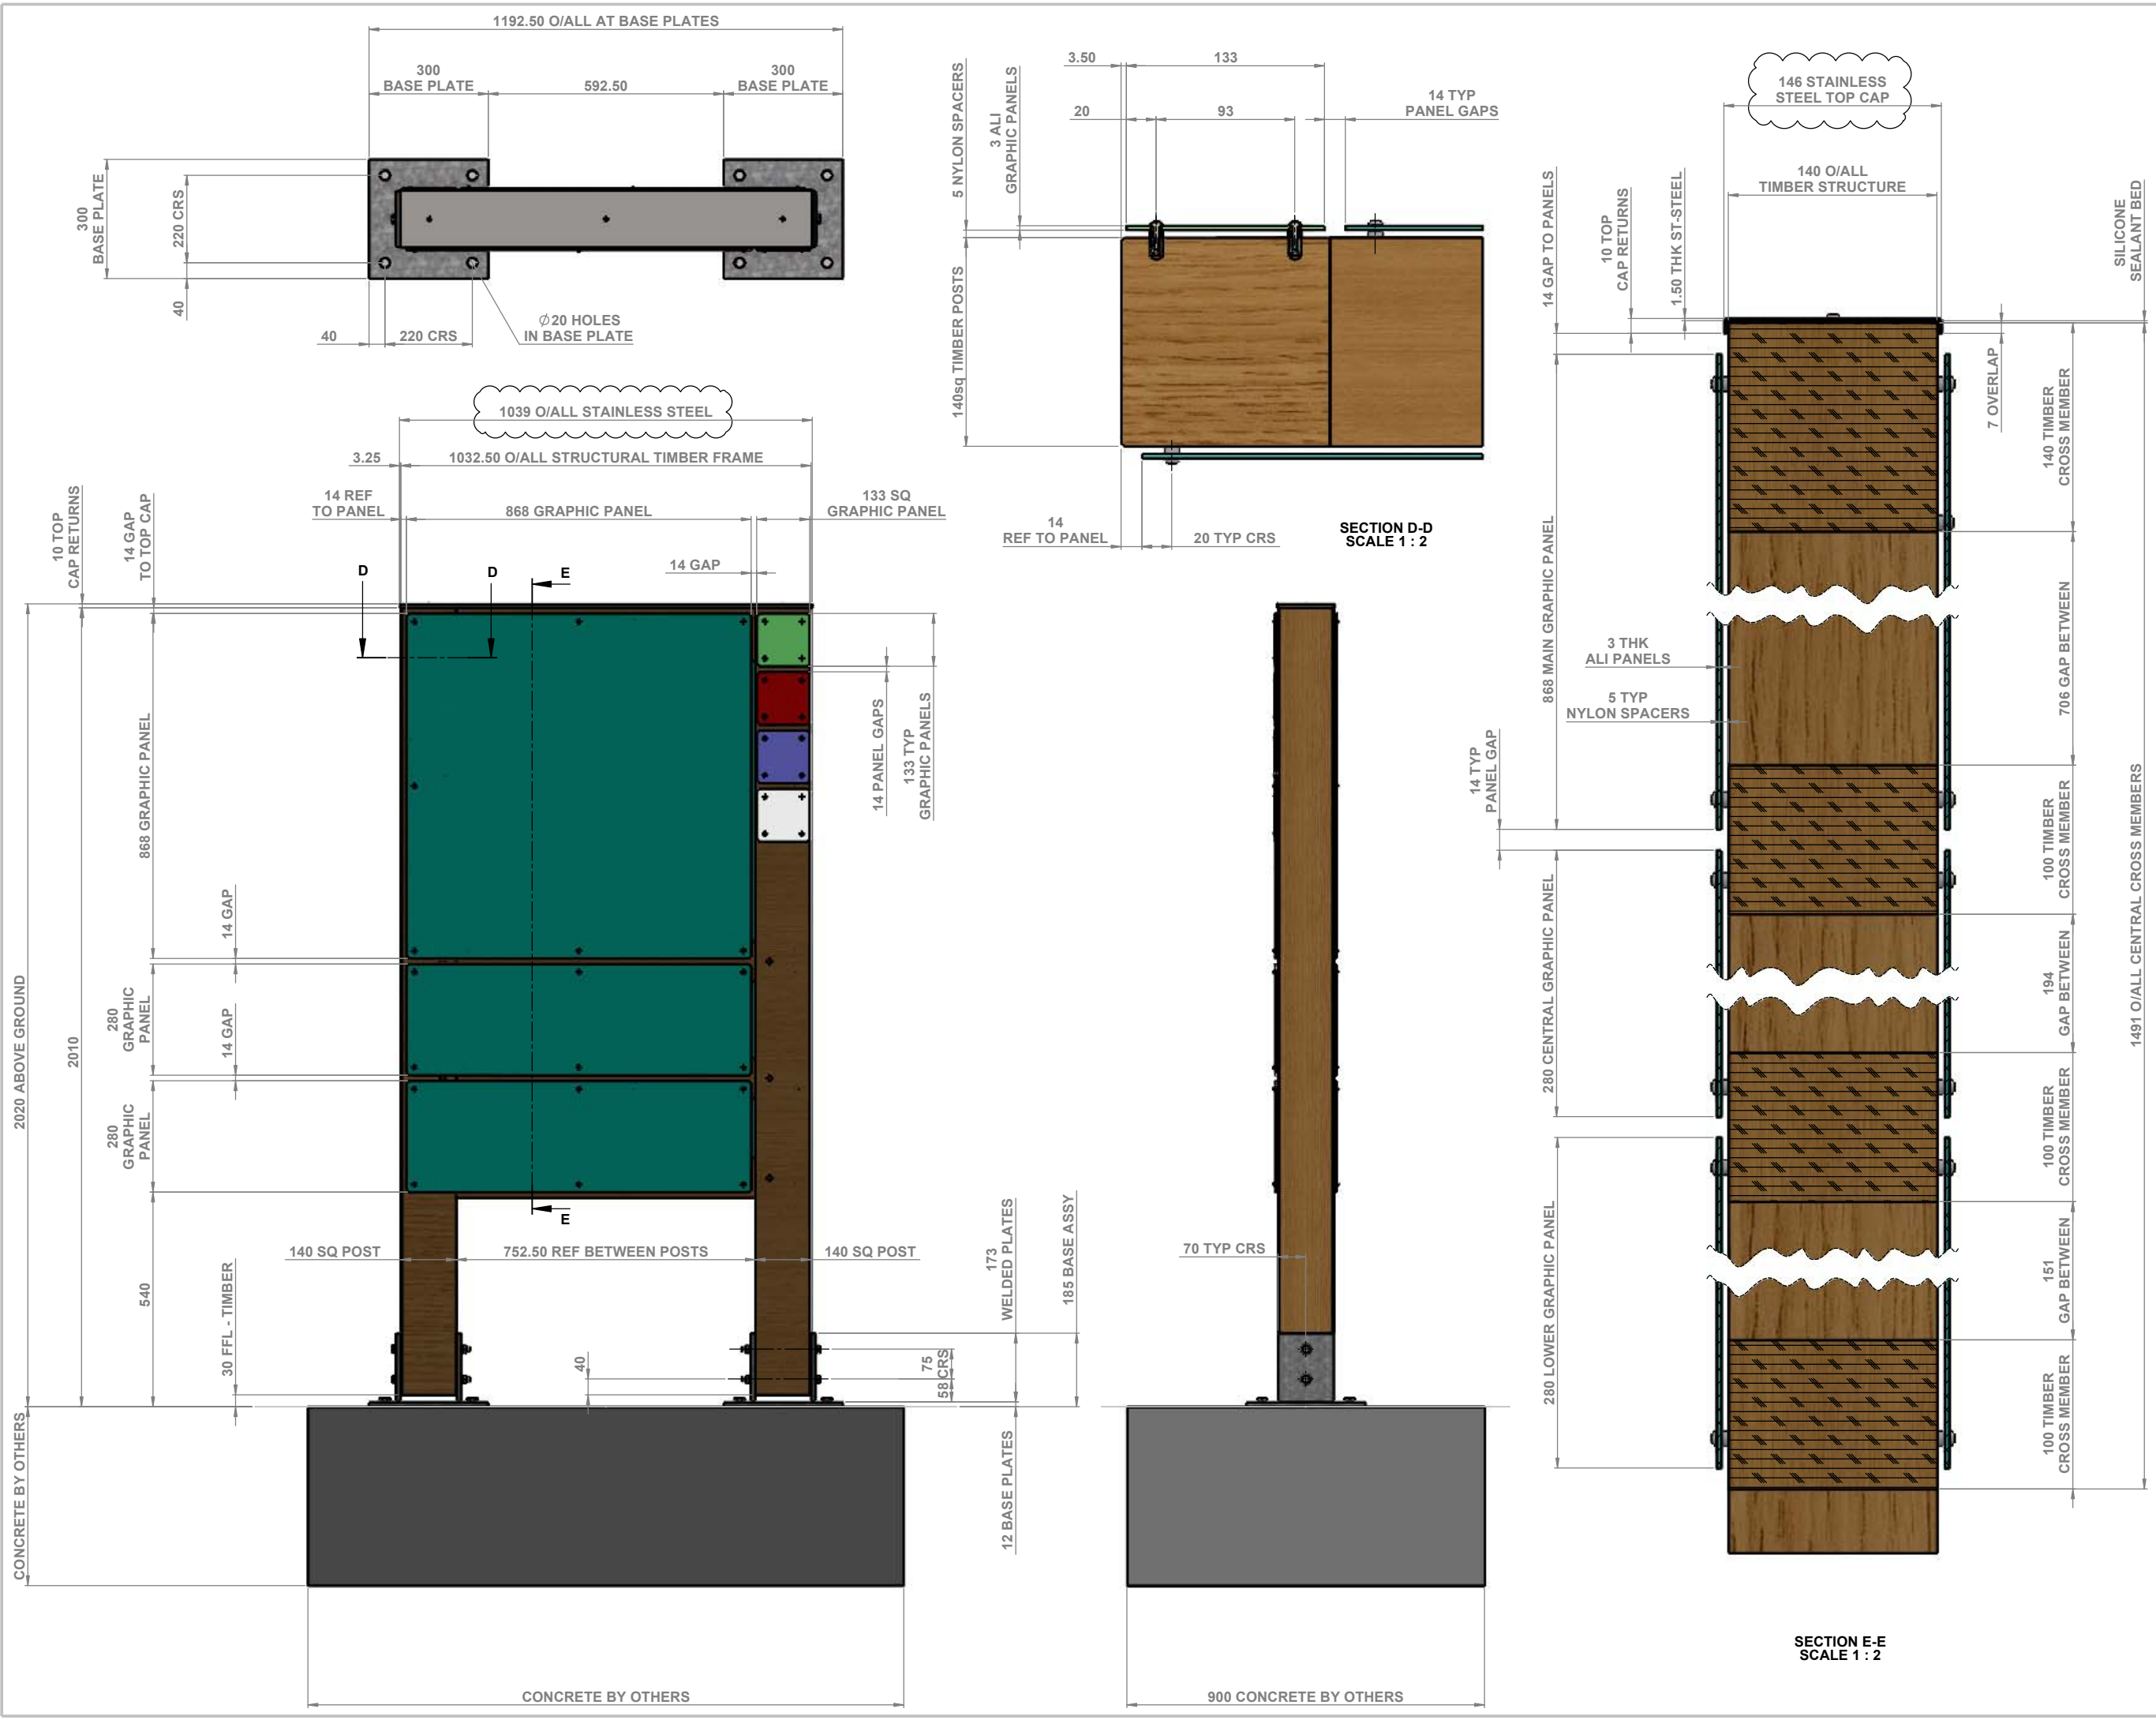 1192.50 O/ALL AT BASE PLATES
300
BASE PLATE
592.50
300
BASE PLATE
300
BASE PLATE
220 CRS
40
40
220 CRS
Ø20 HOLES
IN BASE PLATE
1039 O/ALL STAINLESS STEEL
3.25
1032.50 O/ALL STRUCTURAL TIMBER FRAME
14 REF
TO PANEL
868 GRAPHIC PANEL
133 SQ
GRAPHIC PANEL
14 GAP
10 TOP
CAP RETURNS
14 GAP
TO TOP CAP
D
D
E
868 GRAPHIC PANEL
14 PANEL GAPS
133 TYP
GRAPHIC PANELS
14 GAP
280
GRAPHIC
PANEL
14 GAP
280
GRAPHIC
PANEL
2020 ABOVE GROUND
2010
540
30 FFL - TIMBER
E
140 SQ POST
752.50 REF BETWEEN POSTS
140 SQ POST
40
75
58 CRS
173
WELDED PLATES
185 BASE ASSY
12 BASE PLATES
CONCRETE BY OTHERS
CONCRETE BY OTHERS
3.50
133
20
93
14 TYP
PANEL GAPS
5 NYLON SPACERS
3 ALI
GRAPHIC PANELS
140sq TIMBER POSTS
14
REF TO PANEL
20 TYP CRS
SECTION D-D
SCALE 1 : 2
70 TYP CRS
900 CONCRETE BY OTHERS
146 STAINLESS
STEEL TOP CAP
140 O/ALL
TIMBER STRUCTURE
14 GAP TO PANELS
10 TOP
CAP RETURNS
1.50 THK ST-STEEL
SILICONE
SEALANT BED
7 OVERLAP
140 TIMBER
CROSS MEMBER
868 MAIN GRAPHIC PANEL
3 THK
ALI PANELS
5 TYP
NYLON SPACERS
706 GAP BETWEEN
14 TYP
PANEL GAP
100 TIMBER
CROSS MEMBER
280 CENTRAL GRAPHIC PANEL
194
GAP BETWEEN
1491 O/ALL CENTRAL CROSS MEMBERS
100 TIMBER
CROSS MEMBER
280 LOWER GRAPHIC PANEL
151
GAP BETWEEN
100 TIMBER
CROSS MEMBER
SECTION E-E
SCALE 1 : 2